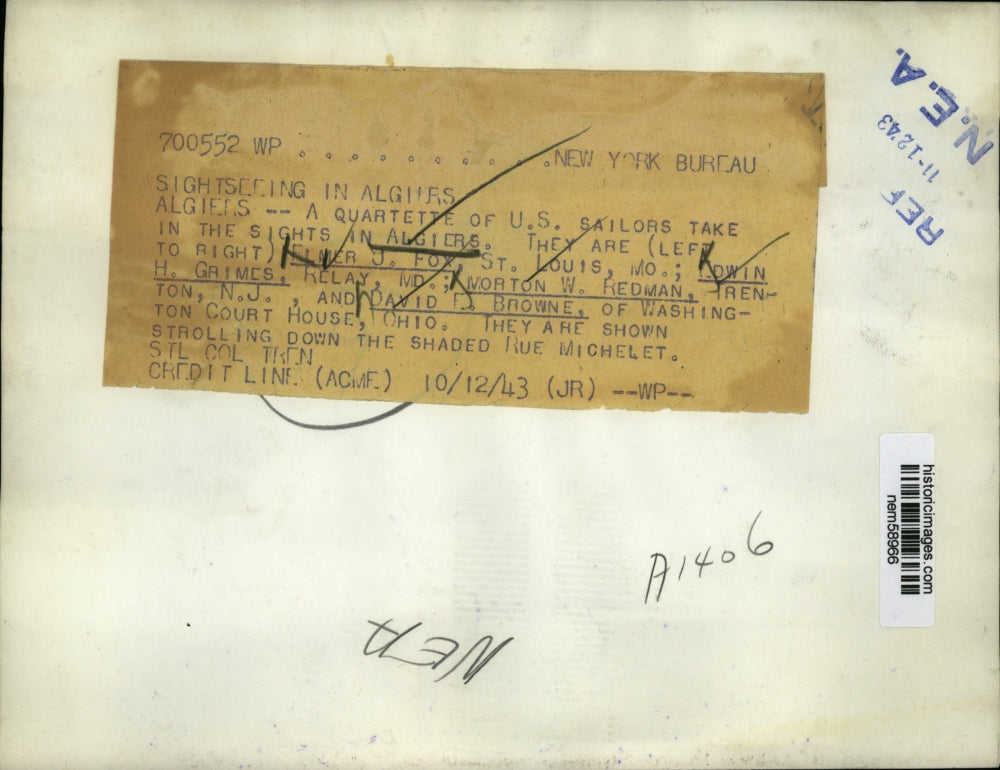 700552 WP . . . . . . . . . . .NEW YORK BUREAU
SIGHTSEEING IN ALGIERS
ALGIERS -- A QUARTETTE OF U.S. SAILORS TAKE
IN THE SIGHTS IN ALGIERS. THEY ARE (LEFT
TO RIGHT) ELMER J. FOX, ST. LOUIS, MO.; EDWIN
H. GRIMES, RELAY, MD.; MORTON W. REDMAN, TREN-
TON, N.J., AND DAVID E. BROWNE, OF WASHING-
TON COURT HOUSE, OHIO. THEY ARE SHOWN
STROLLING DOWN THE SHADED RUE MICHELET.
STL COL TREN
CREDIT LINE (ACME) 10/12/43 (JR) --WP--
N.E.A.
11-1243
REF
historicimages.com
nem58966
A1406
NEA